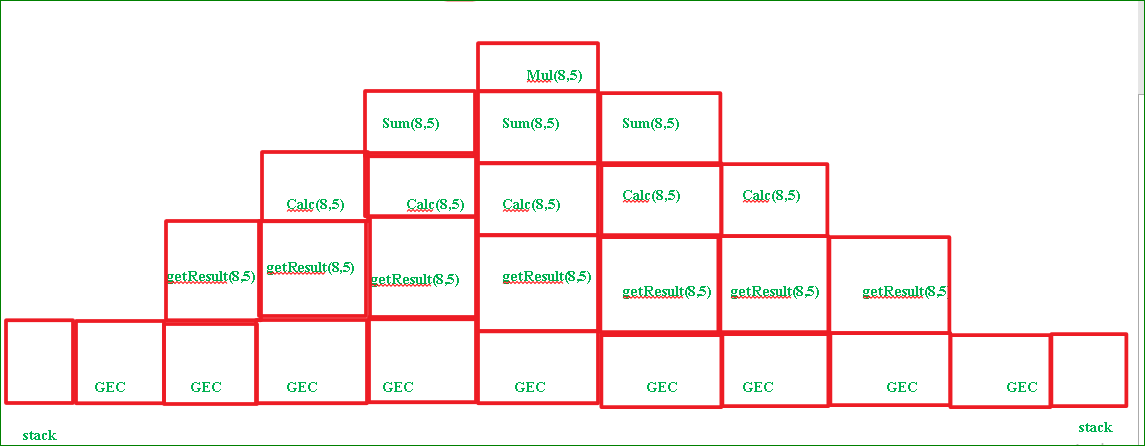 Mul(8,5)
Sum(8,5) Sum(8,5) Sum(8,5)
Calc(8,5) Calc(8,5) Calc(8,5) Calc(8,5) Calc(8,5)
getResult(8,5) getResult(8,5) getResult(8,5) getResult(8,5) getResult(8,5) getResult(8,5) getResult(8,5
GEC GEC GEC GEC GEC GEC GEC GEC GEC
stack stack